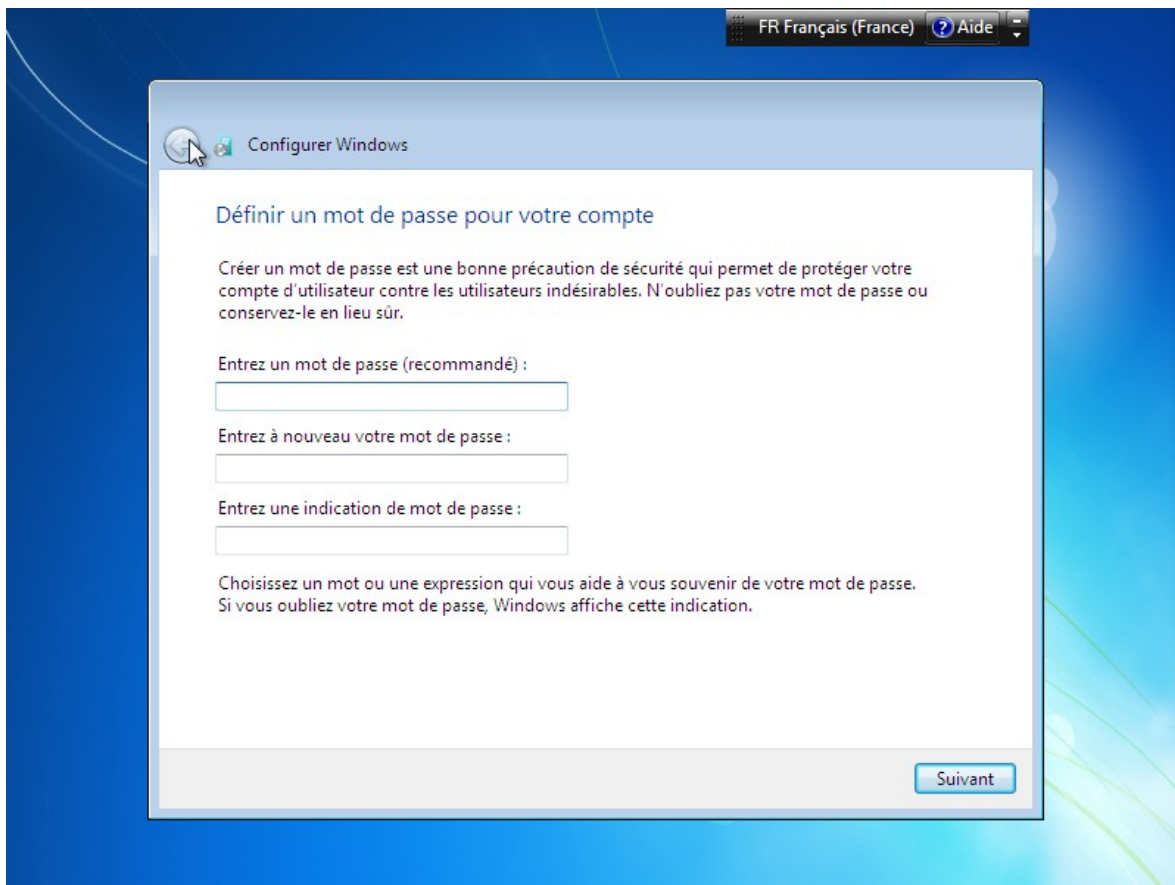 FR Français (France) Aide
Configurer Windows
Définir un mot de passe pour votre compte
Créer un mot de passe est une bonne précaution de sécurité qui permet de protéger votre
compte d'utilisateur contre les utilisateurs indésirables. N'oubliez pas votre mot de passe ou
conservez-le en lieu sûr.
Entrez un mot de passe (recommandé) :
Entrez à nouveau votre mot de passe :
Entrez une indication de mot de passe :
Choisissez un mot ou une expression qui vous aide à vous souvenir de votre mot de passe.
Si vous oubliez votre mot de passe, Windows affiche cette indication.
Suivant